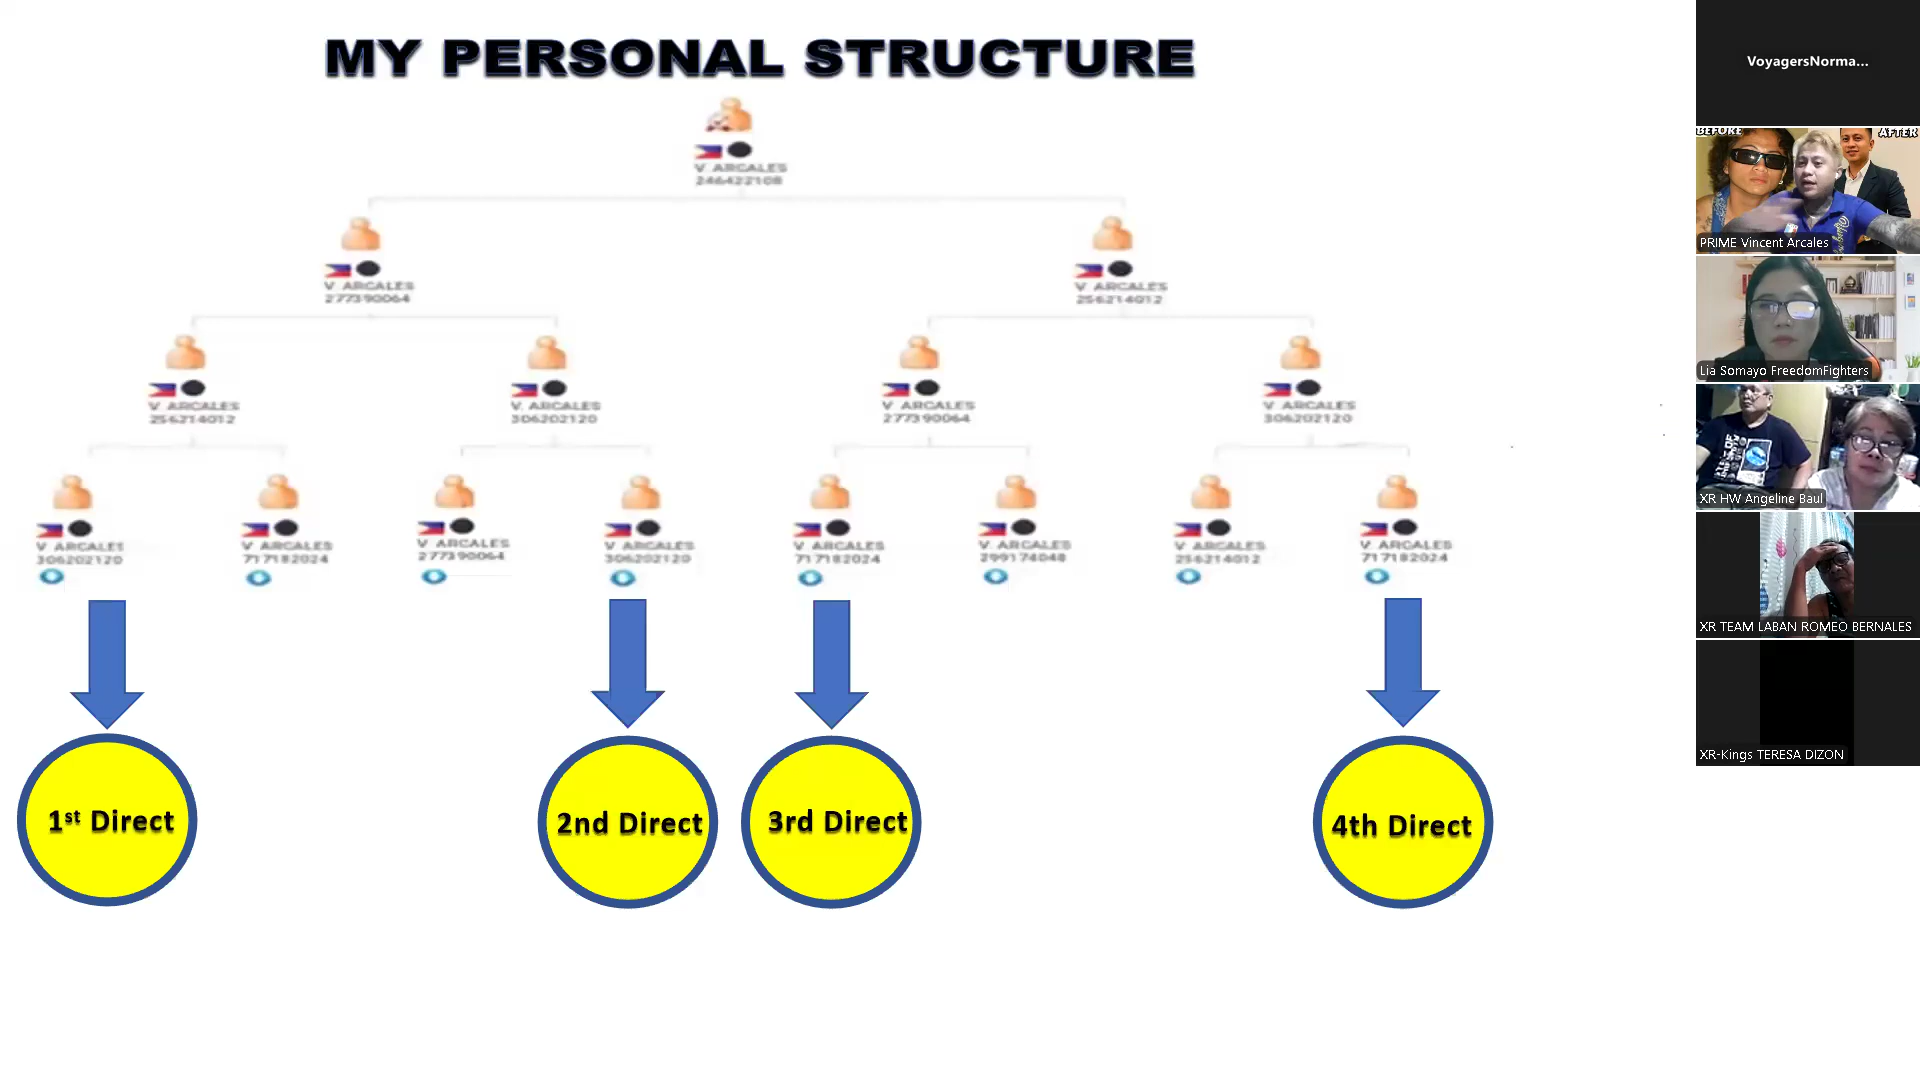 MY PERSONAL STRUCTURE
V. ARCALES
246422108
V. ARCALES
277390064
V. ARCALES
256214012
V. ARCALES
256214012
V. ARCALES
306202120
V. ARCALES
277390064
V. ARCALES
306202120
V. ARCALES
306202120
V. ARCALES
717182024
V. ARCALES
277390064
V. ARCALES
306202120
V. ARCALES
717182024
V. ARCALES
299174048
V. ARCALES
256214012
V. ARCALES
717182024
1st Direct
2nd Direct
3rd Direct
4th Direct
VoyagersNorma...
BEFORE
AFTER
PRIME Vincent Arcales
Lia Somayo FreedomFighters
XR HW Angeline Baul
XR TEAM LABAN ROMEO BERNALES
XR-Kings TERESA DIZON